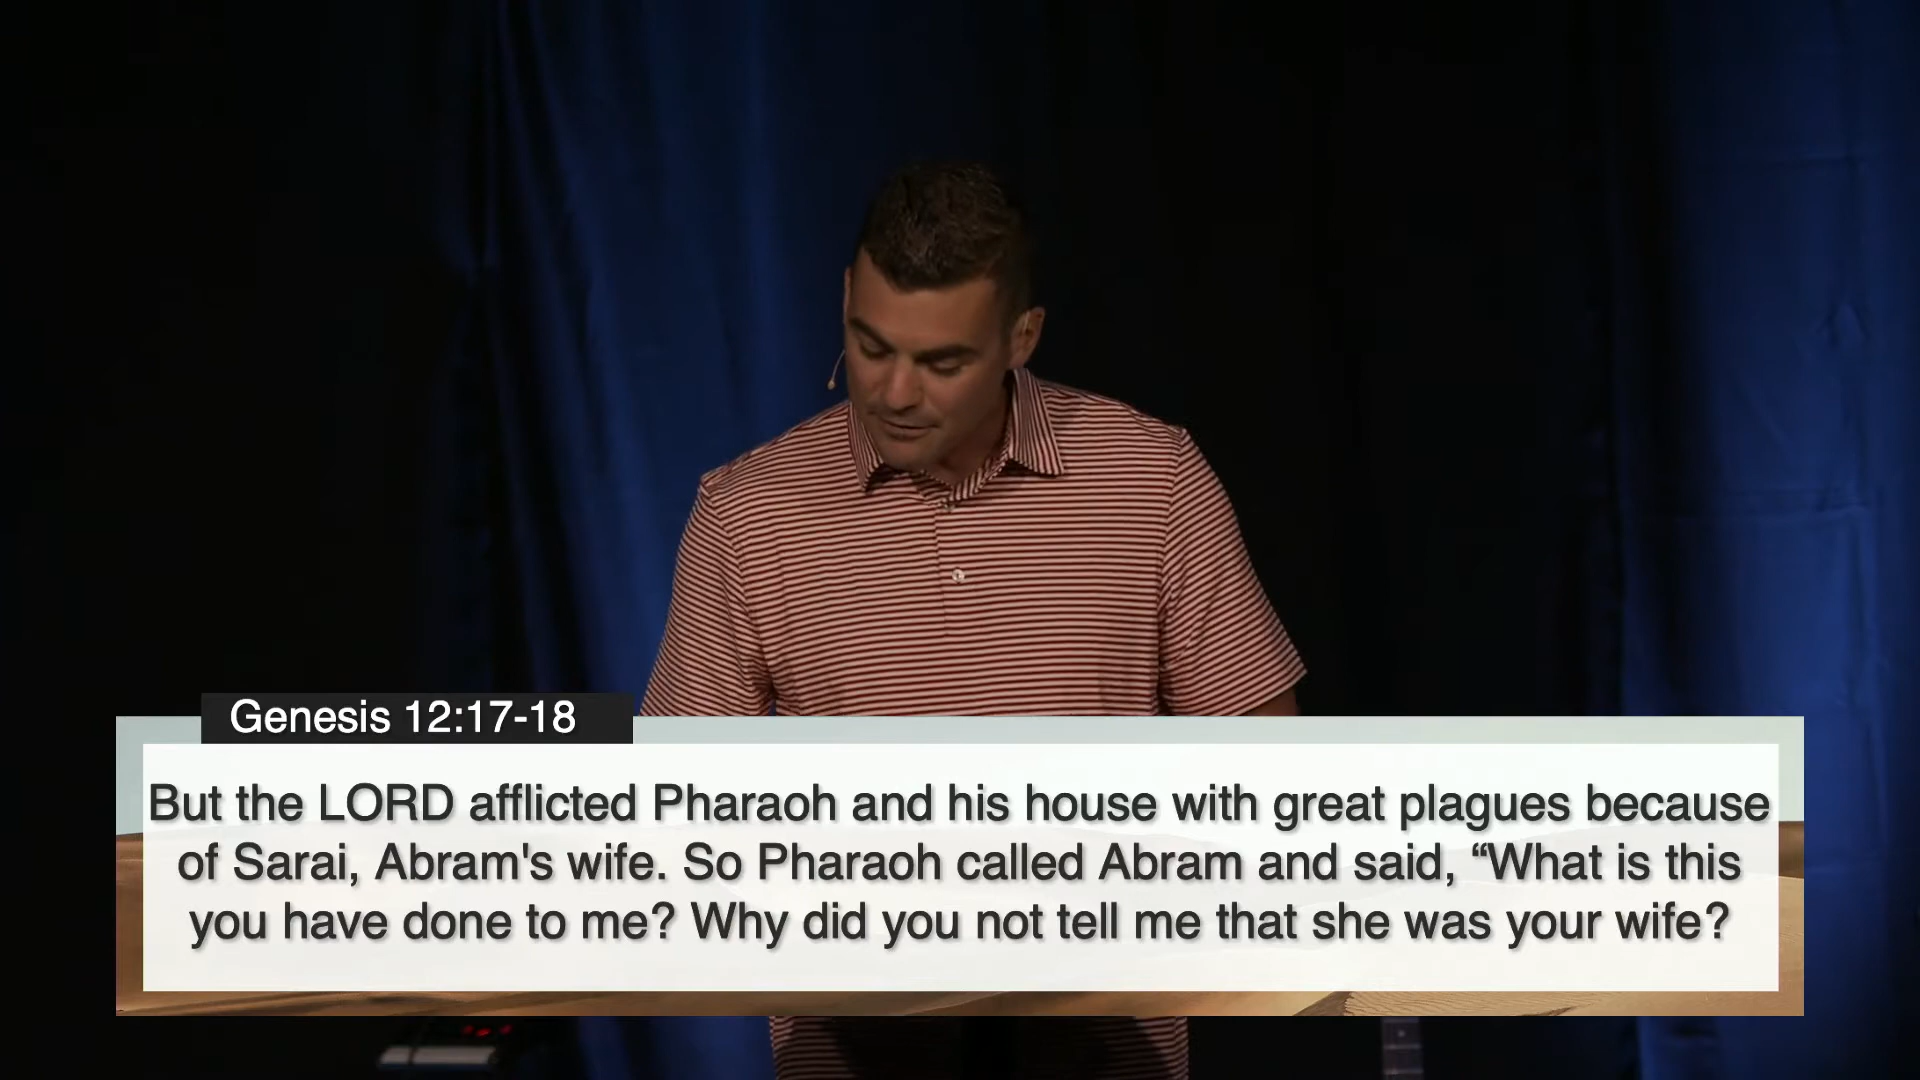 Genesis 12:17-18
But the LORD afflicted Pharaoh and his house with great plagues because
of Sarai, Abram's wife. So Pharaoh called Abram and said, “What is this
you have done to me? Why did you not tell me that she was your wife?